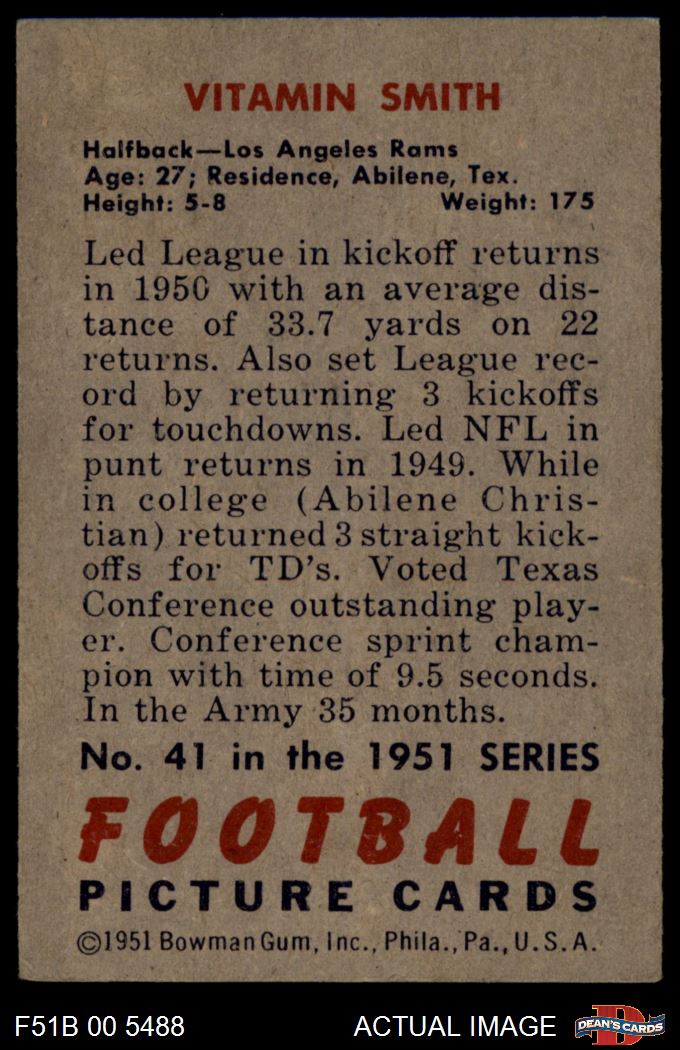 VITAMIN SMITH
Halfback—Los Angeles Rams
Age: 27; Residence, Abilene, Tex.
Height: 5-8 Weight: 175
Led League in kickoff returns
in 1950 with an average dis-
tance of 33.7 yards on 22
returns. Also set League rec-
ord by returning 3 kickoffs
for touchdowns. Led NFL in
punt returns in 1949. While
in college (Abilene Chris-
tian) returned 3 straight kick-
offs for TD's. Voted Texas
Conference outstanding play-
er. Conference sprint cham-
pion with time of 9.5 seconds.
In the Army 35 months.
No. 41 in the 1951 SERIES
FOOTBALL
PICTURE CARDS
©1951 Bowman Gum, Inc., Phila., Pa., U.S.A.
F51B 00 5488 ACTUAL IMAGE D DEAN'S CARDS